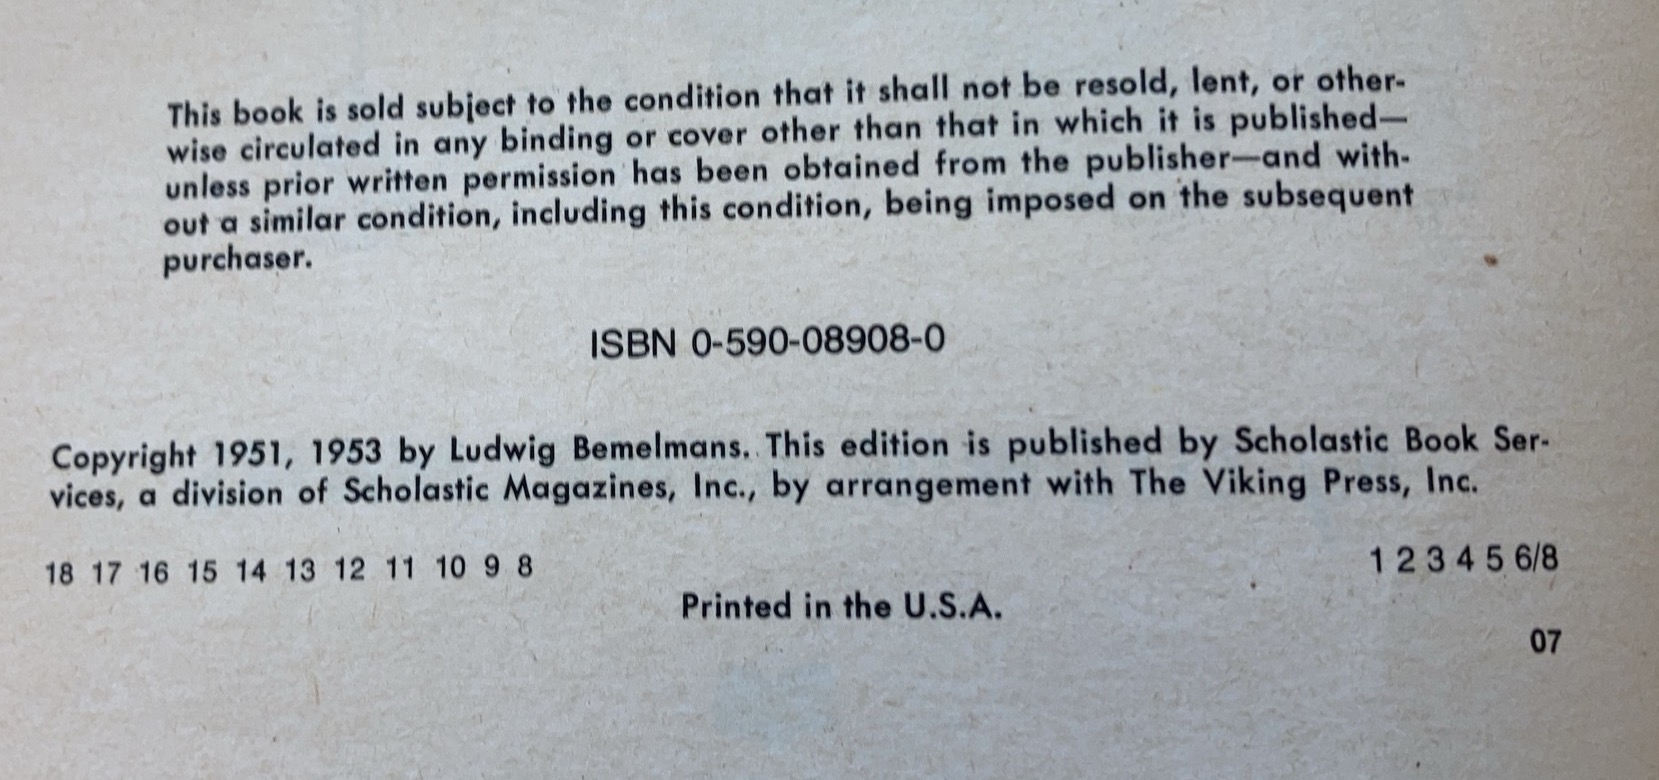 This book is sold subject to the condition that it shall not be resold, lent, or other-
wise circulated in any binding or cover other than that in which it is published—
unless prior written permission has been obtained from the publisher—and with-
out a similar condition, including this condition, being imposed on the subsequent
purchaser.
ISBN 0-590-08908-0
Copyright 1951, 1953 by Ludwig Bemelmans. This edition is published by Scholastic Book Ser-
vices, a division of Scholastic Magazines, Inc., by arrangement with The Viking Press, Inc.
18 17 16 15 14 13 12 11 10 9 8 1 2 3 4 5 6/8
Printed in the U.S.A.
07